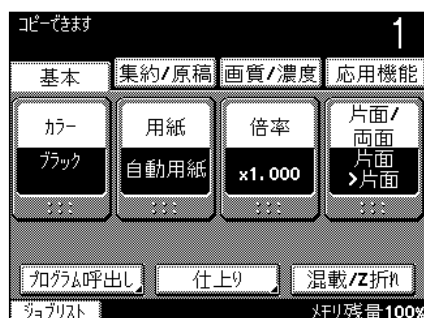 コピーできます
1
基本 集約/原稿 画質/濃度 応用機能
カラー 用紙 倍率 片面/
両面
ブラック 自動用紙 x1.000 片面
>片面
プログラム呼出し 仕上り 混載/Z折れ
ジョブリスト メモリ残量100%